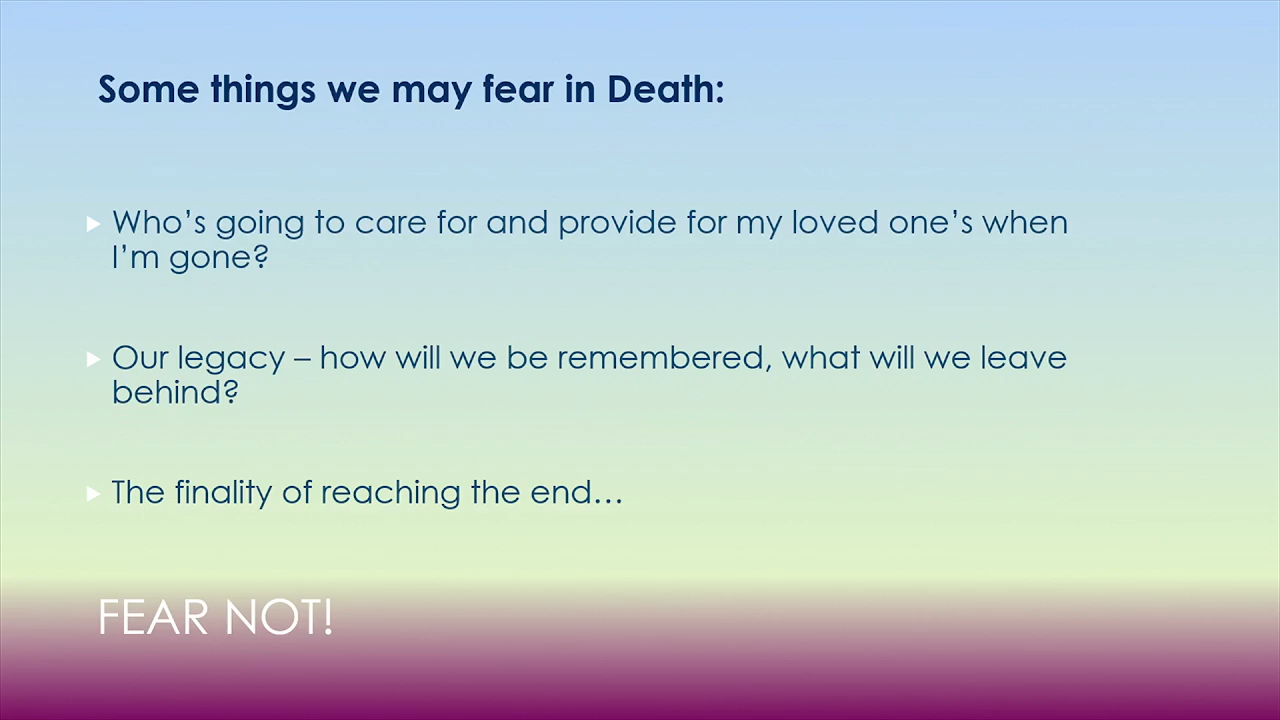 Some things we may fear in Death:
Who’s going to care for and provide for my loved one’s when
I’m gone?
Our legacy – how will we be remembered, what will we leave
behind?
The finality of reaching the end…
FEAR NOT!